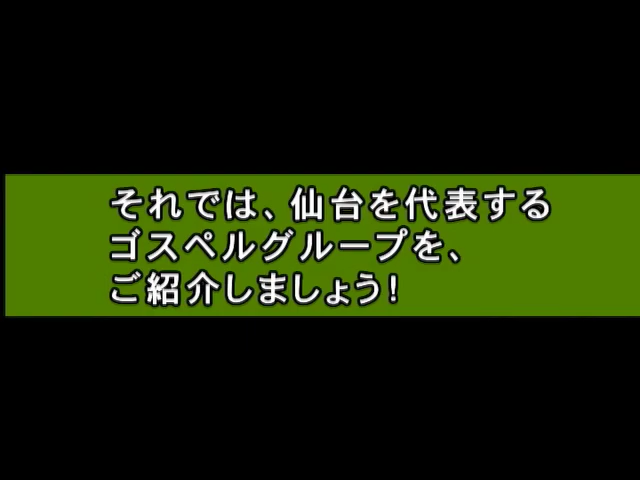 それでは、仙台を代表する
ゴスペルグループを、
ご紹介しましょう！